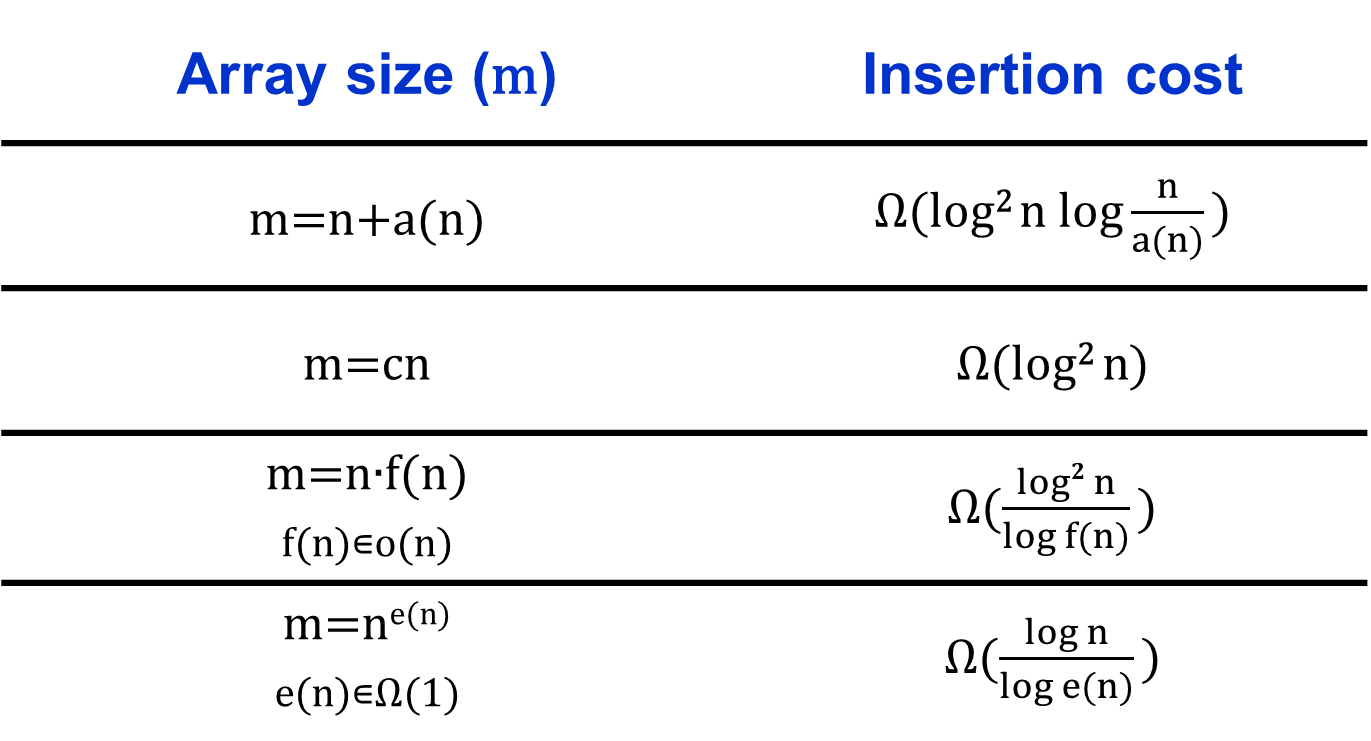 Array size (m) Insertion cost
m=n+a(n) Ω(log² n log n/a(n))
m=cn Ω(log² n)
m=n·f(n)
f(n)∈o(n) Ω(log² n/log f(n))
m=n^e(n)
e(n)∈Ω(1) Ω(log n/log e(n))